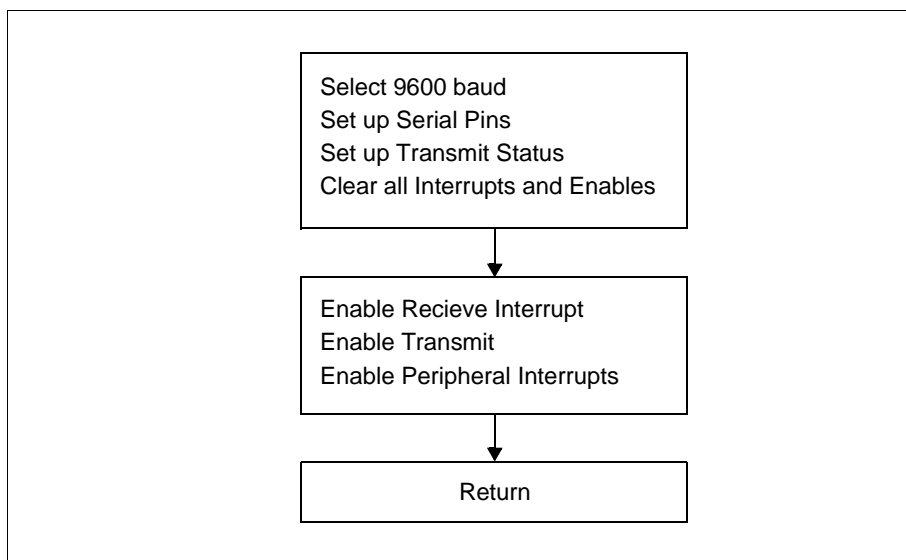 Select 9600 baud
Set up Serial Pins
Set up Transmit Status
Clear all Interrupts and Enables
Enable Recieve Interrupt
Enable Transmit
Enable Peripheral Interrupts
Return